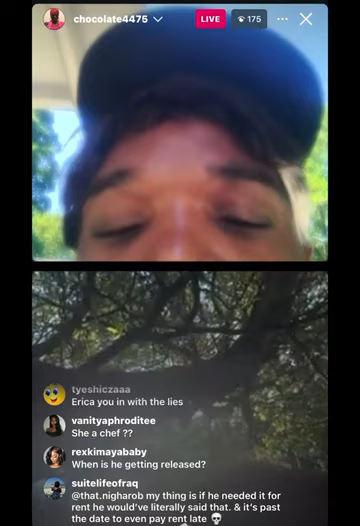 chocolate4475
LIVE
175
tyeshiczaaa
Erica you in with the lies
vanityaphroditee
She a chef ??
rexkimayababy
When is he getting released?
suitelifeofraq
@that.nigharob my thing is if he needed it for
rent he would've literally said that. & it's past
the date to even pay rent late 💀